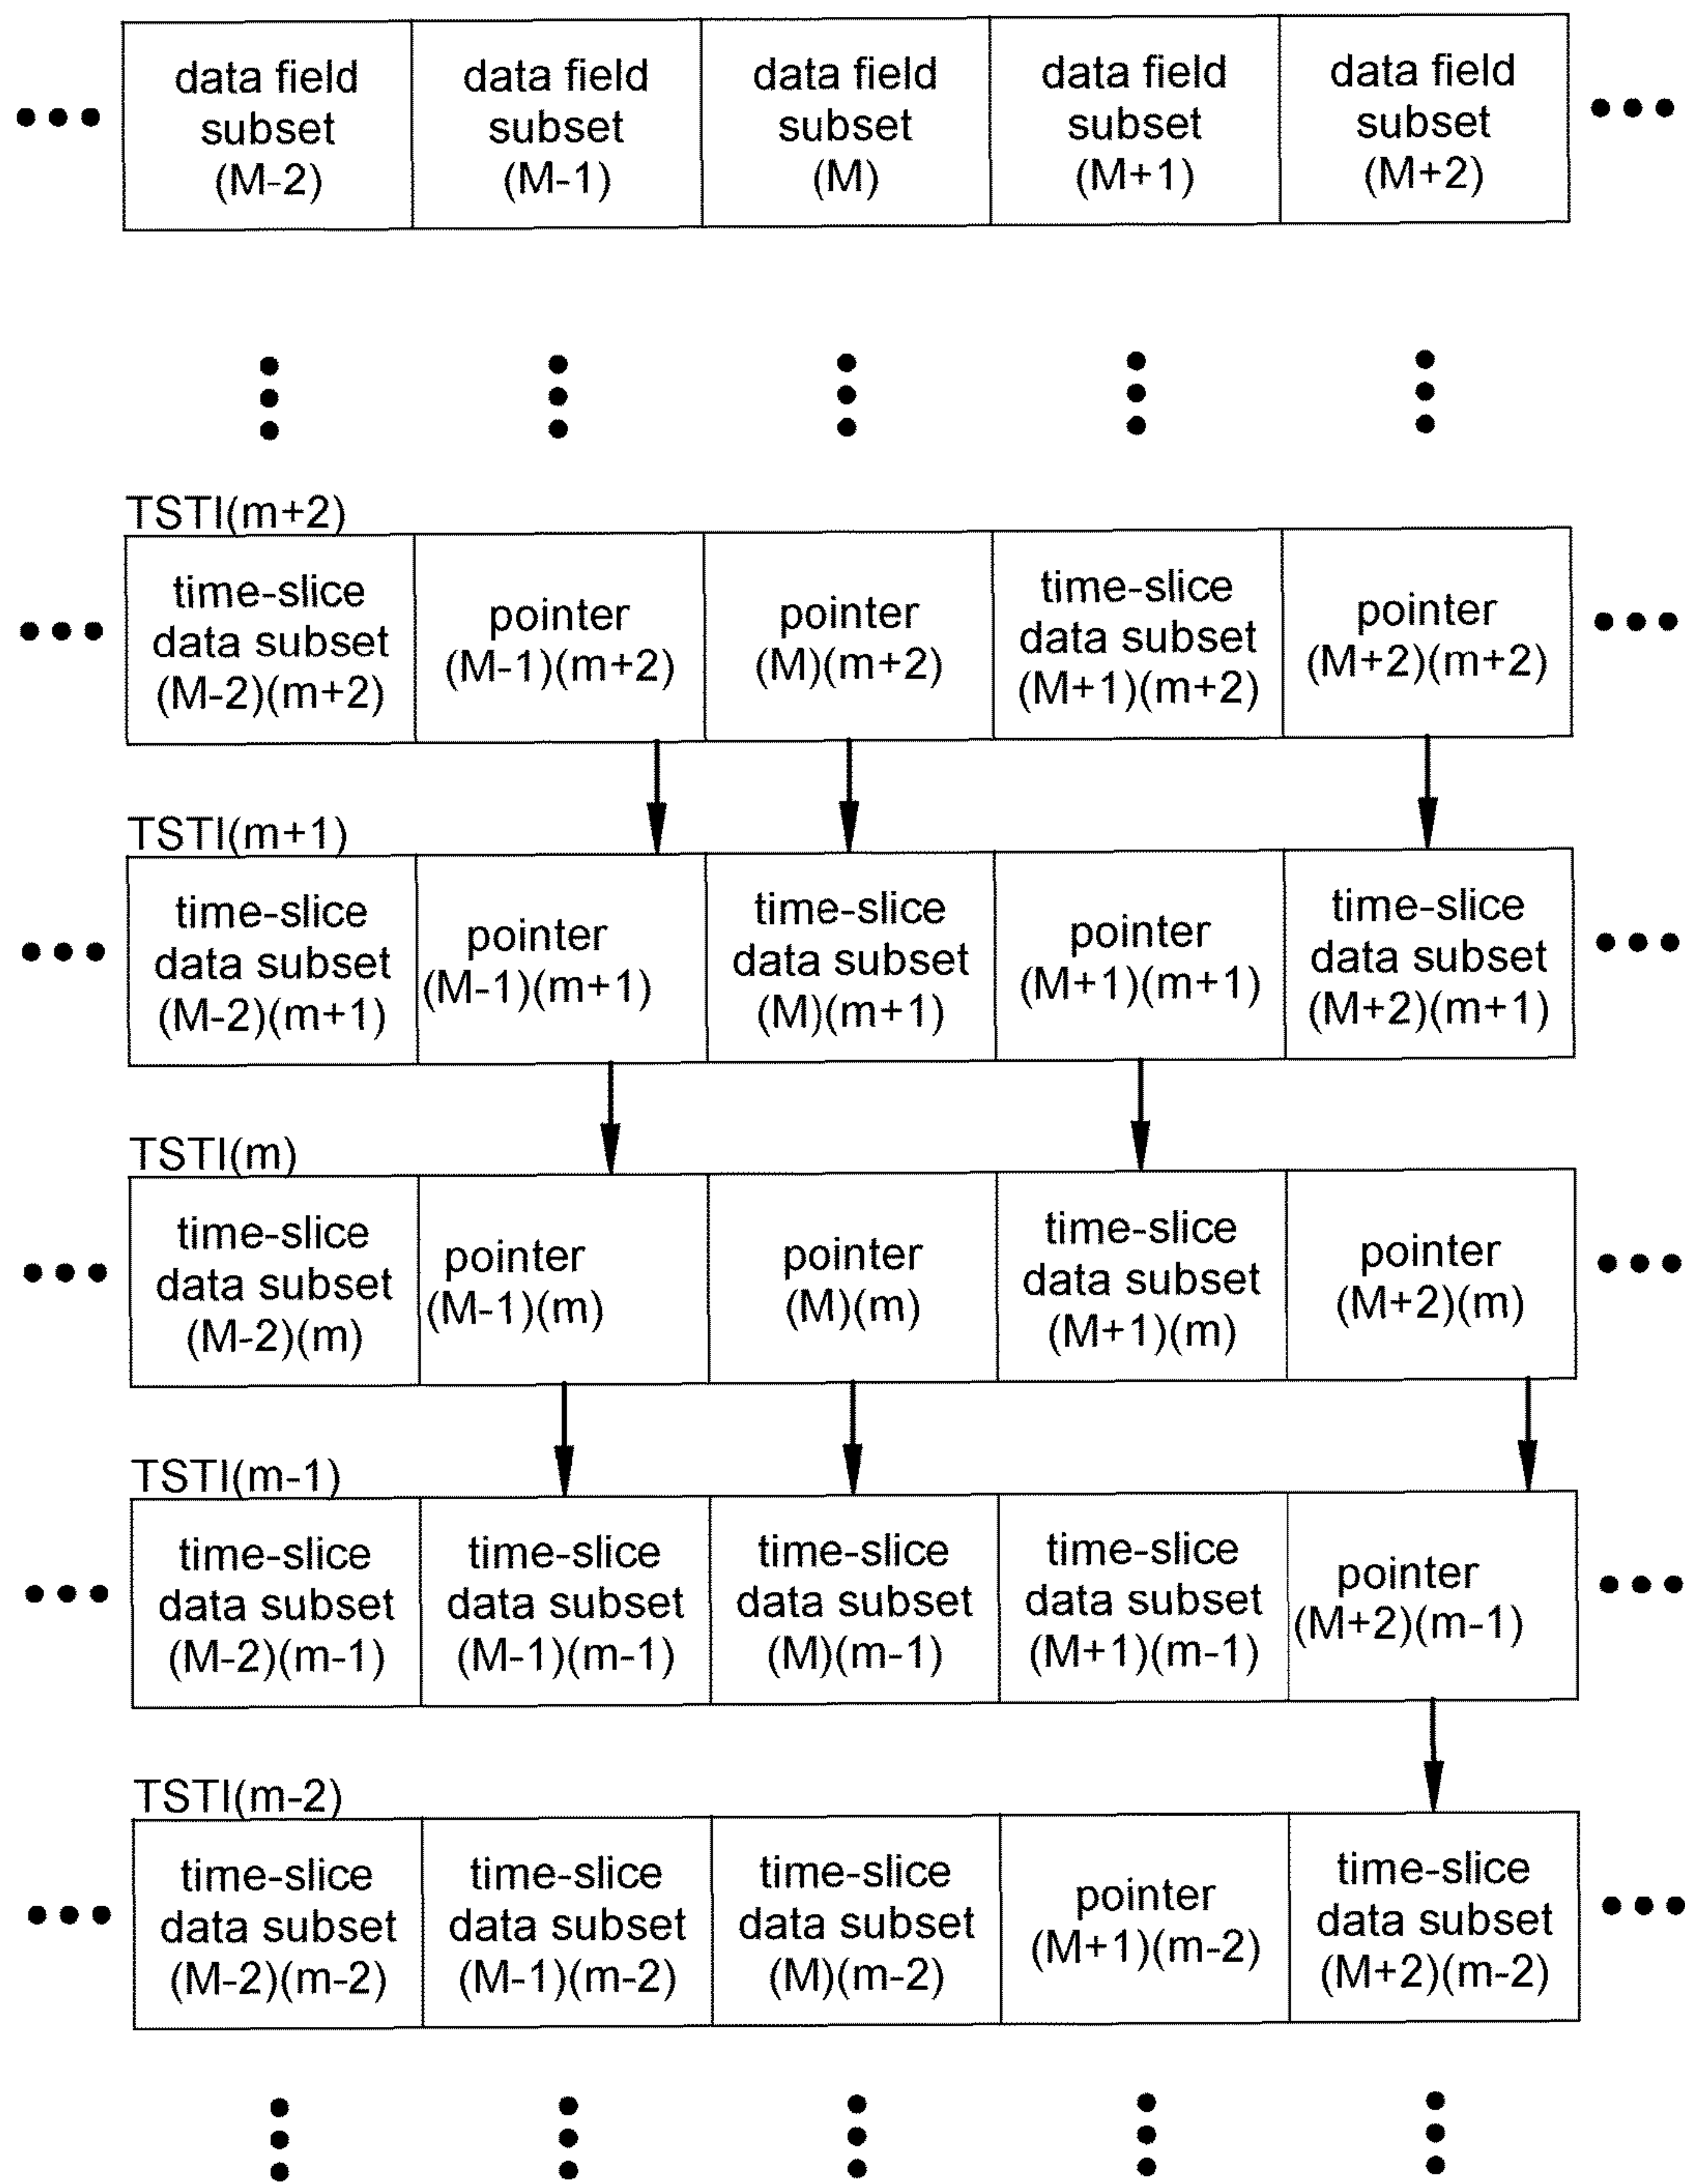 data field
subset
(M-2)
data field
subset
(M-1)
data field
subset
(M)
data field
subset
(M+1)
data field
subset
(M+2)
TSTI(m+2)
time-slice
data subset
(M-2)(m+2)
pointer
(M-1)(m+2)
pointer
(M)(m+2)
time-slice
data subset
(M+1)(m+2)
pointer
(M+2)(m+2)
TSTI(m+1)
time-slice
data subset
(M-2)(m+1)
pointer
(M-1)(m+1)
time-slice
data subset
(M)(m+1)
pointer
(M+1)(m+1)
time-slice
data subset
(M+2)(m+1)
TSTI(m)
time-slice
data subset
(M-2)(m)
pointer
(M-1)(m)
pointer
(M)(m)
time-slice
data subset
(M+1)(m)
pointer
(M+2)(m)
TSTI(m-1)
time-slice
data subset
(M-2)(m-1)
time-slice
data subset
(M-1)(m-1)
time-slice
data subset
(M)(m-1)
time-slice
data subset
(M+1)(m-1)
pointer
(M+2)(m-1)
TSTI(m-2)
time-slice
data subset
(M-2)(m-2)
time-slice
data subset
(M-1)(m-2)
time-slice
data subset
(M)(m-2)
pointer
(M+1)(m-2)
time-slice
data subset
(M+2)(m-2)